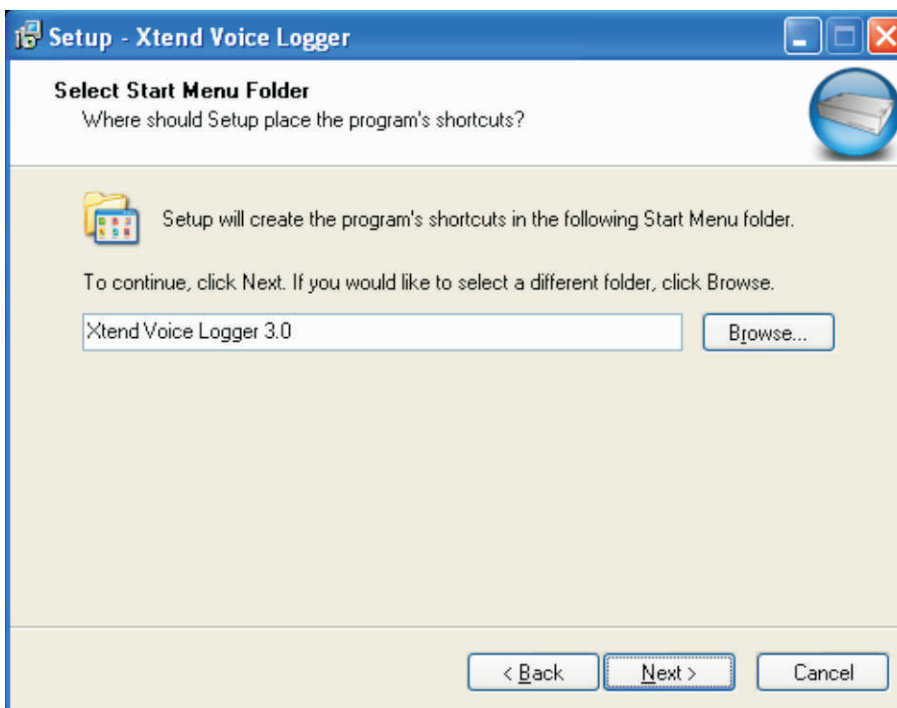 Setup - Xtend Voice Logger
Select Start Menu Folder
Where should Setup place the program's shortcuts?
Setup will create the program's shortcuts in the following Start Menu folder.
To continue, click Next. If you would like to select a different folder, click Browse.
Xtend Voice Logger 3.0
Browse...
< Back
Next >
Cancel